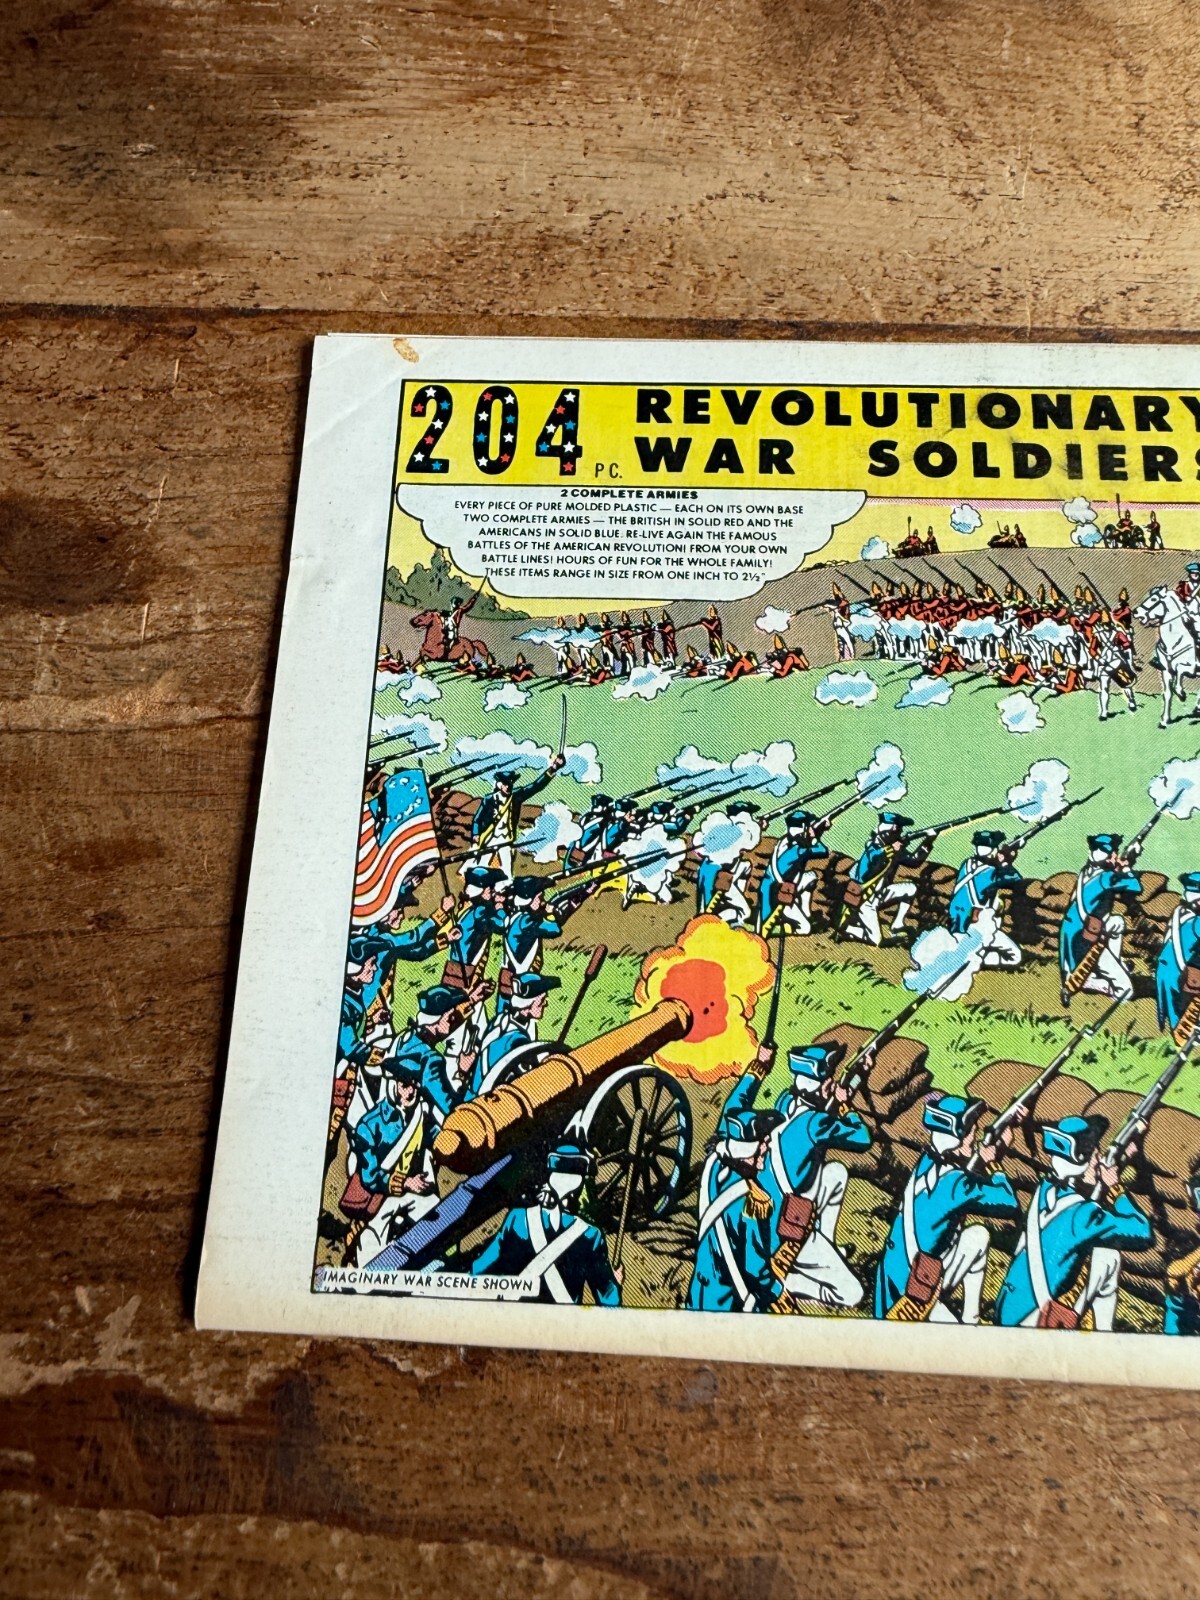 204 PC. REVOLUTIONARY
WAR SOLDIERS
2 COMPLETE ARMIES
EVERY PIECE OF PURE MOLDED PLASTIC — EACH ON ITS OWN BASE
TWO COMPLETE ARMIES — THE BRITISH IN SOLID RED AND THE
AMERICANS IN SOLID BLUE. RE-LIVE AGAIN THE FAMOUS
BATTLES OF THE AMERICAN REVOLUTION! FROM YOUR OWN
BATTLE LINES! HOURS OF FUN FOR THE WHOLE FAMILY!
THESE ITEMS RANGE IN SIZE FROM ONE INCH TO 2½"
IMAGINARY WAR SCENE SHOWN